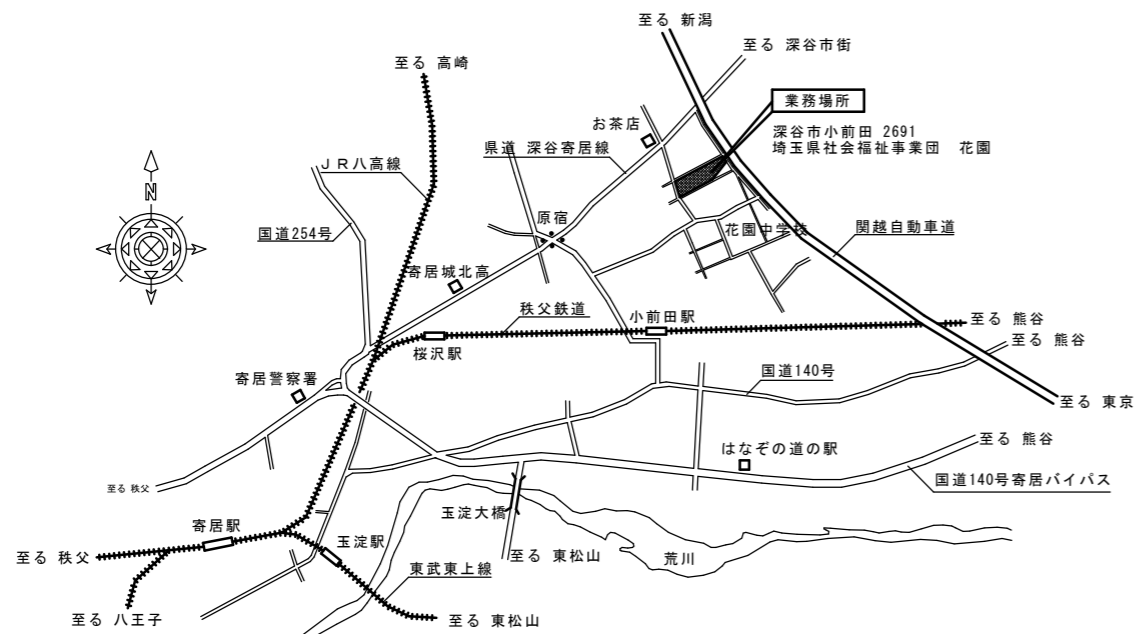 至る 新潟
至る 深谷市街
至る 高崎
業務場所
お茶店
深谷市小前田 2691
埼玉県社会福祉事業団 花園
県道 深谷寄居線
JR八高線
N
原宿
花園中学校
関越自動車道
国道254号
寄居城北高
秩父鉄道
小前田駅
至る 熊谷
至る 熊谷
桜沢駅
国道140号
寄居警察署
至る 東京
至る 熊谷
はなぞの道の駅
国道140号寄居バイパス
至る 秩父
玉淀大橋
寄居駅
玉淀駅
至る 秩父
至る 東松山
荒川
東武東上線
至る 八王子
至る 東松山